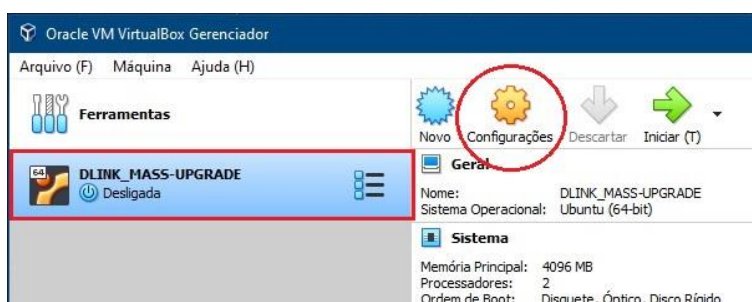 Oracle VM VirtualBox Gerenciador
Arquivo (F) Máquina Ajuda (H)
Ferramentas
Novo Configurações Descartar Iniciar (T)
64 DLINK_MASS-UPGRADE
Desligada
Geral
Nome: DLINK_MASS-UPGRADE
Sistema Operacional: Ubuntu (64-bit)
Sistema
Memória Principal: 4096 MB
Processadores: 2
Ordem de Boot: Disquete, Óptico, Disco Rígido